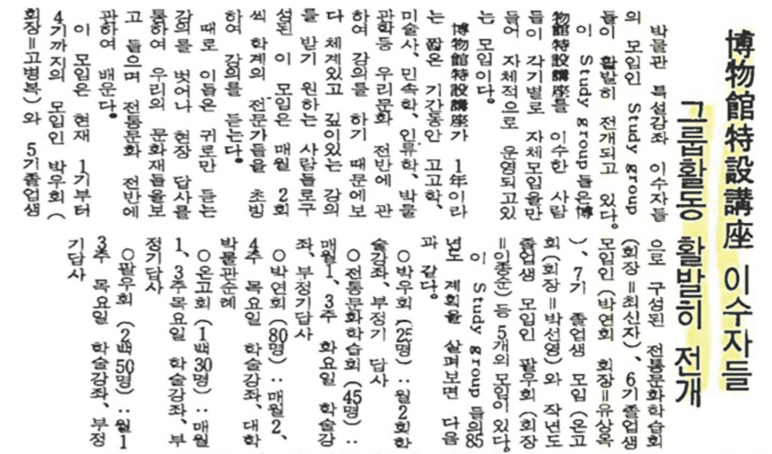 博物館特設講座 이수자들
그룹활동 활발히 전개
박물관 특설강좌 이수자들
의 모임인 Study group
들이 활발히 전개되고 있다.
이 Study group 들은 博
物館特設講座를 이수한 사람
들이 각기별로 자체모임을만
들어 자체적으로 운영되고있
는 모임이다.
博物館特設講座가 1年이라
는 짧은 기간동안 고고학,
미술사, 민속학, 인류학, 박물
관학등 우리문화 전반에 관
하여 강의를 하기 때문에보
다 체계있고 깊이있는 강의
를 받기 원하는 사람들로구
성된 이 모임은 매월 2회
씩 학계의 전문가들을 초빙
하여 강의를 듣는다.
때로 이들은 귀로만 듣는
강의를 벗어나 현장 답사를
통하여 우리의 문화재들을보
고 들으며 전통문화 전반에
관하여 배운다.
이 모임은 현재 1기부터
4기까지의 모임인 박우회(
회장=고병복)와 5기졸업생
으로 구성된 전통문화학습회
(회장=최신자), 6기졸업생
모임인 (박연회 회장=유상옥
), 7기 졸업생 모임 (온고
회(회장=박선영)와 작년도
졸업생 모임인 팔우회(회장
=이종순)등 5개의 모임이 있다.
이 Study group 들의85
년도 계획을 살펴보면 다음
과 같다.
○박우회(25명):월2회학
술강좌, 부정기 답사
○전통문화학습회(45명):
매월1、3주 화요일 학술강
좌、부정기답사
○박연회(80명):매월2、
4주 목요일 학술강좌、대학
박물관순례
○온고회(1백30명):매월
1、3주목요일 학술강좌、부
정기답사
○팔우회(2백50명):월1
3주 목요일 학술강좌、부정
기답사